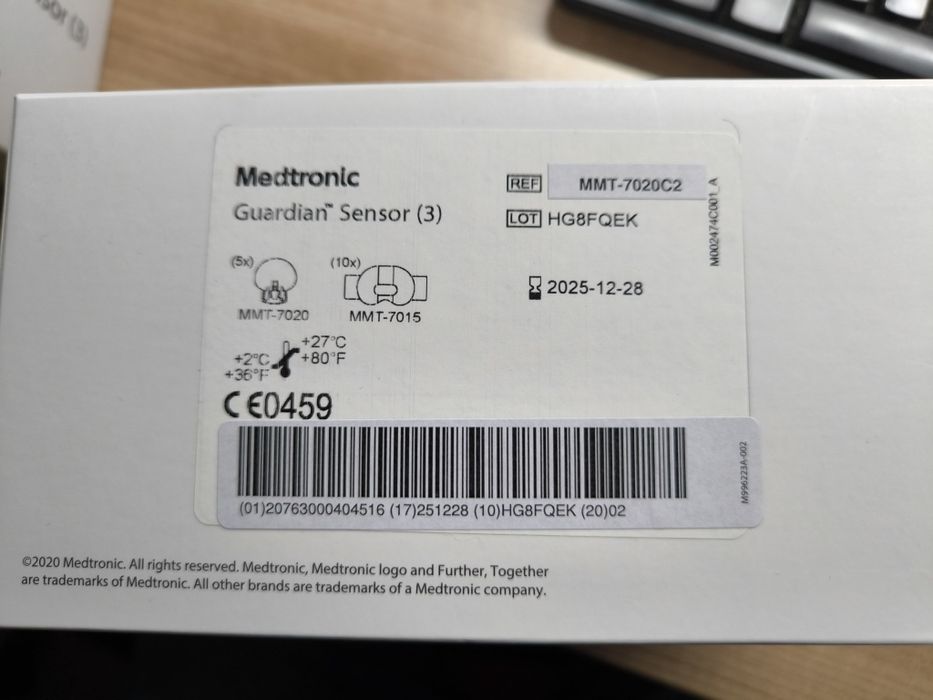 sor (3)
Medtronic
Guardian™ Sensor (3)
REF MMT-7020C2
LOT HG8FQEK
M002474C001_A
(5x)
MMT-7020
(10x)
MMT-7015
2025-12-28
+27°C
+80°F
+2°C
+36°F
CE0459
(01)20763000404516 (17)251228 (10)HG8FQEK (20)02
M996223A-002
©2020 Medtronic. All rights reserved. Medtronic, Medtronic logo and Further, Together
are trademarks of Medtronic. All other brands are trademarks of a Medtronic company.